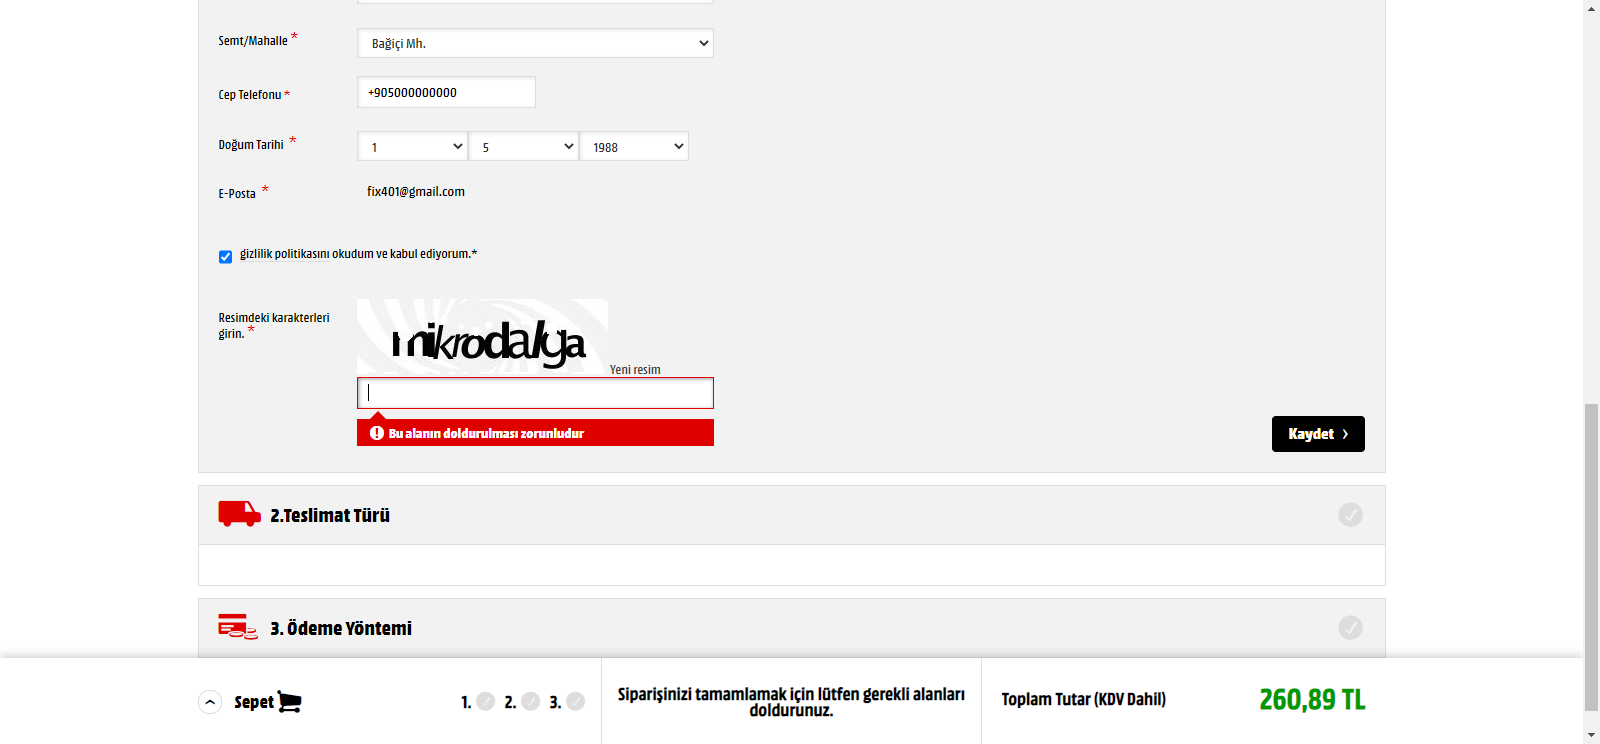 Semt/Mahalle *
Bağiçi Mh.
Cep Telefonu *
+905000000000
Doğum Tarihi *
1 5 1988
E-Posta *
fix401@gmail.com
gizlilik politikasını okudum ve kabul ediyorum.*
Resimdeki karakterleri
girin. *
mikrodalya
Yeni resim
Bu alanın doldurulması zorunludur
Kaydet
2.Teslimat Türü
3. Ödeme Yöntemi
Sepet
1. 2. 3.
Siparişinizi tamamlamak için lütfen gerekli alanları
doldurunuz.
Toplam Tutar (KDV Dahil)
260,89 TL